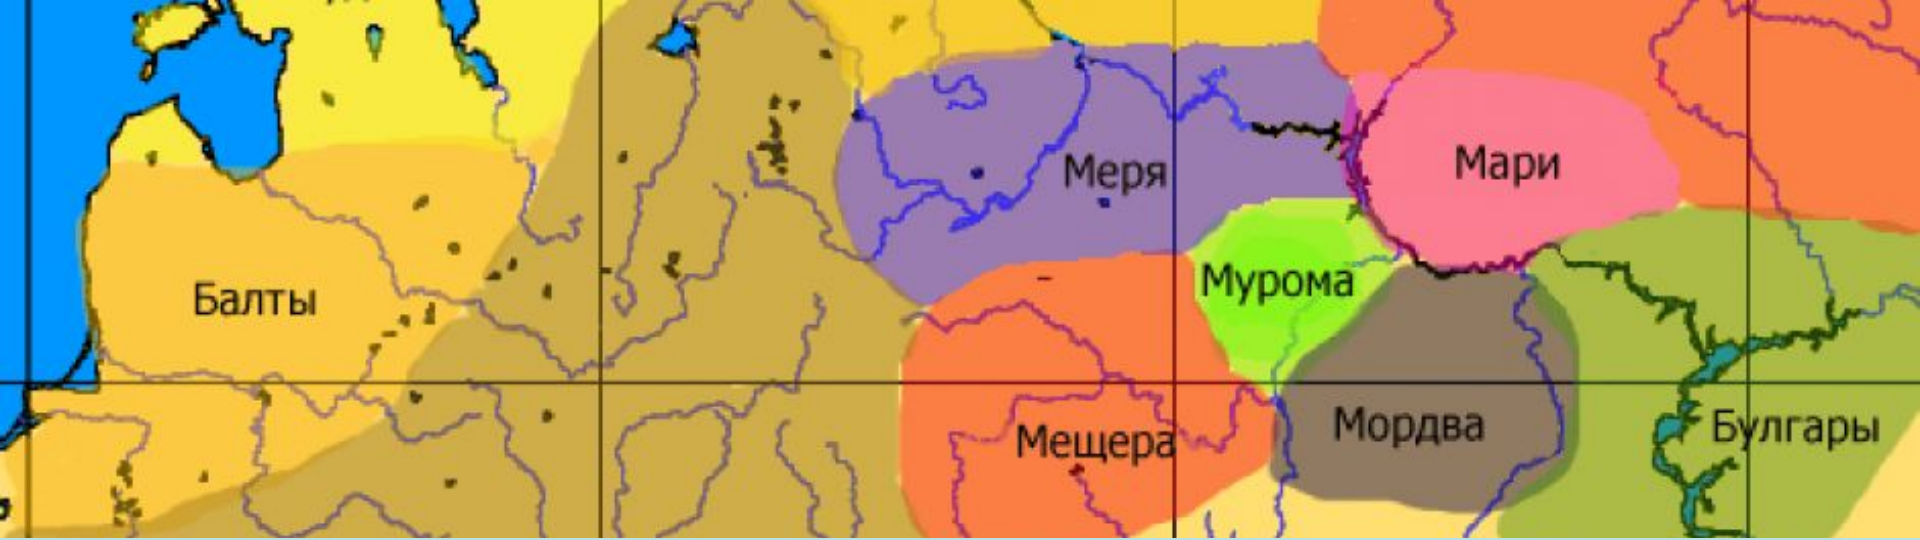 Меря
Мари
Мурома
Балты
Мещера
Мордва
Булгары